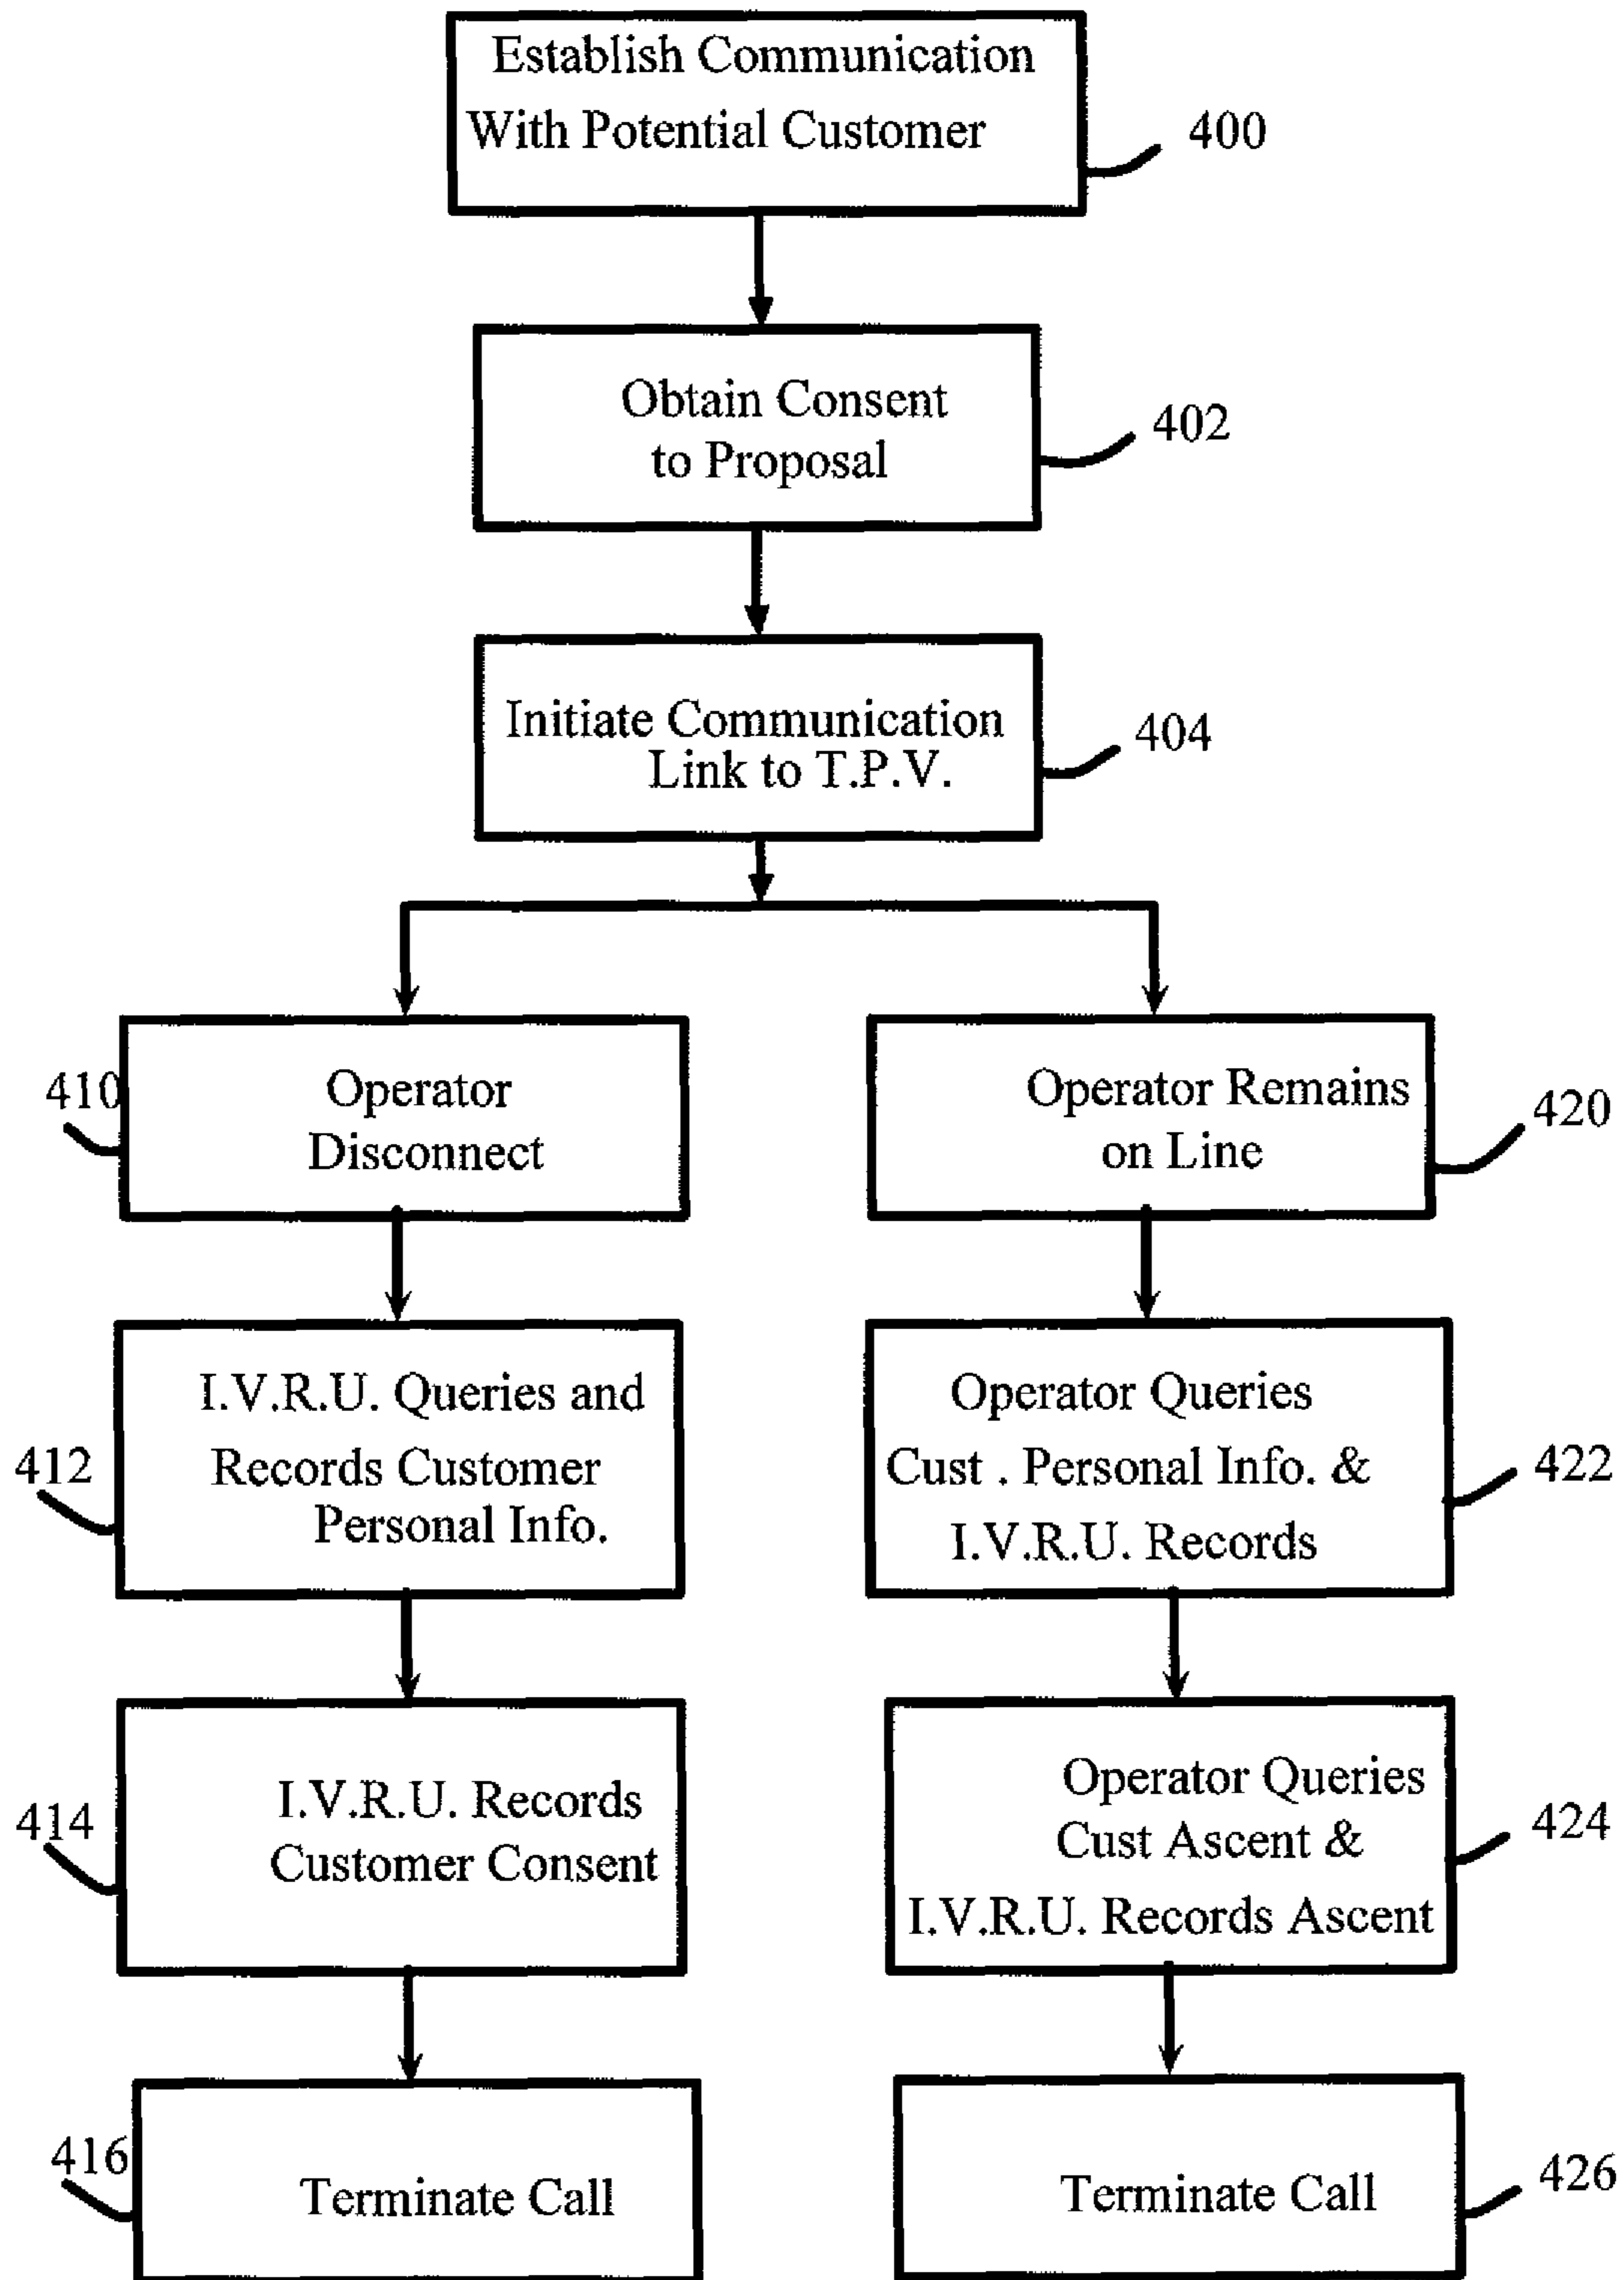 Establish Communication
With Potential Customer
400
Obtain Consent
to Proposal
402
Initiate Communication
Link to T.P.V.
404
Operator
Disconnect
410
Operator Remains
on Line
420
I.V.R.U. Queries and
Records Customer
Personal Info.
412
Operator Queries
Cust . Personal Info. &
I.V.R.U. Records
422
I.V.R.U. Records
Customer Consent
414
Operator Queries
Cust Ascent &
I.V.R.U. Records Ascent
424
Terminate Call
416
Terminate Call
426